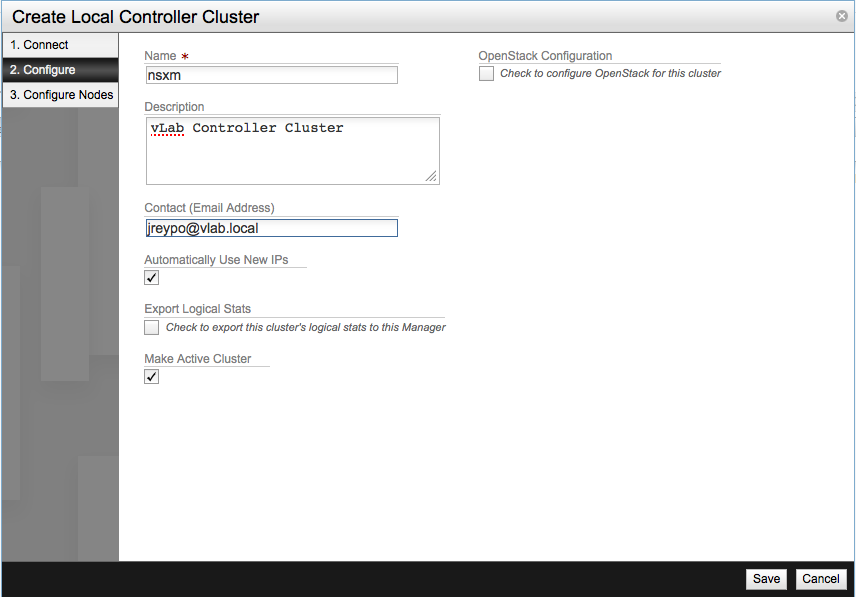 Create Local Controller Cluster
1. Connect
2. Configure
3. Configure Nodes
Name *
nsxm
Description
vLab Controller Cluster
Contact (Email Address)
jreypo@vlab.local
Automatically Use New IPs
Export Logical Stats
Check to export this cluster's logical stats to this Manager
Make Active Cluster
OpenStack Configuration
Check to configure OpenStack for this cluster
Save
Cancel